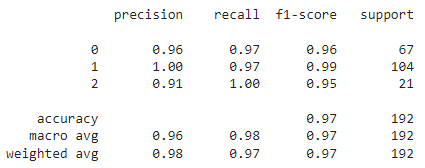 precision recall f1-score support
0 0.96 0.97 0.96 67
1 1.00 0.97 0.99 104
2 0.91 1.00 0.95 21
accuracy 0.97 192
macro avg 0.96 0.98 0.97 192
weighted avg 0.98 0.97 0.97 192